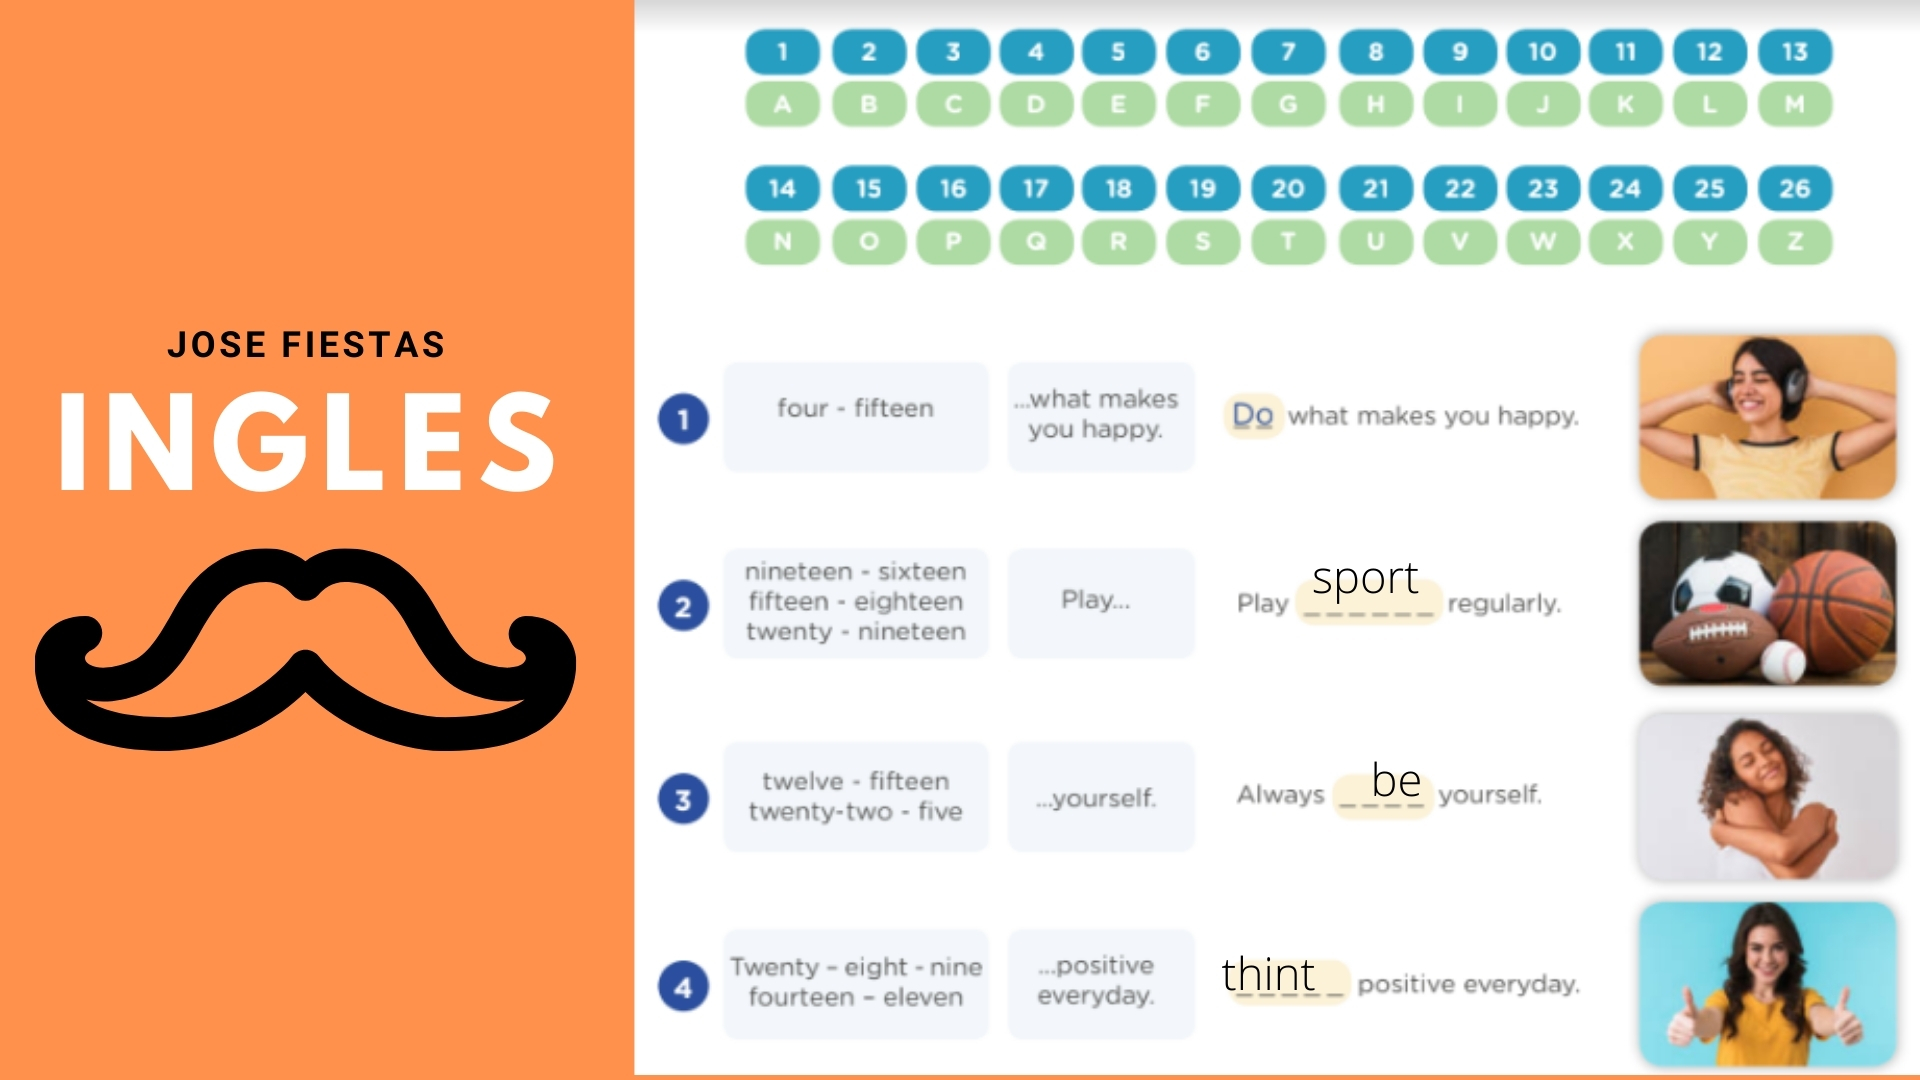 JOSE FIESTAS
INGLES
1 2 3 4 5 6 7 8 9 10 11 12 13
A B C D E F G H I J K L M
14 15 16 17 18 19 20 21 22 23 24 25 26
N O P Q R S T U V W X Y Z
1
four - fifteen
...what makes
you happy.
Do what makes you happy.
2
nineteen - sixteen
fifteen - eighteen
twenty - nineteen
Play...
Play sport regularly.
3
twelve - fifteen
twenty-two - five
...yourself.
Always be yourself.
4
Twenty – eight - nine
fourteen – eleven
...positive
everyday.
thint positive everyday.